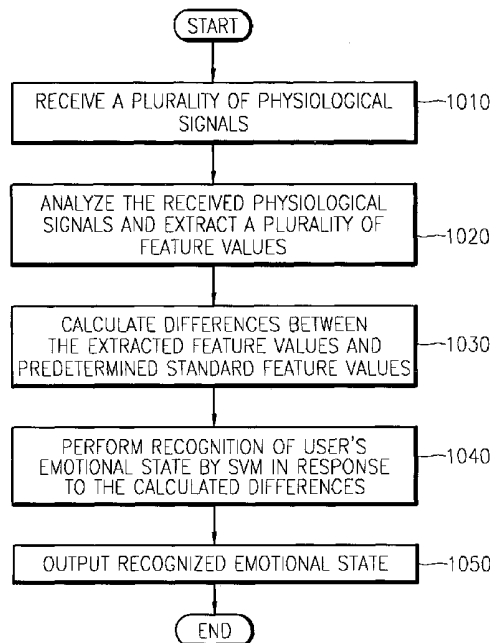 START
RECEIVE A PLURALITY OF PHYSIOLOGICAL
SIGNALS
1010
ANALYZE THE RECEIVED PHYSIOLOGICAL
SIGNALS AND EXTRACT A PLURALITY OF
FEATURE VALUES
1020
CALCULATE DIFFERENCES BETWEEN
THE EXTRACTED FEATURE VALUES AND
PREDETERMINED STANDARD FEATURE VALUES
1030
PERFORM RECOGNITION OF USER'S
EMOTIONAL STATE BY SVM IN RESPONSE
TO THE CALCULATED DIFFERENCES
1040
OUTPUT RECOGNIZED EMOTIONAL STATE
1050
END